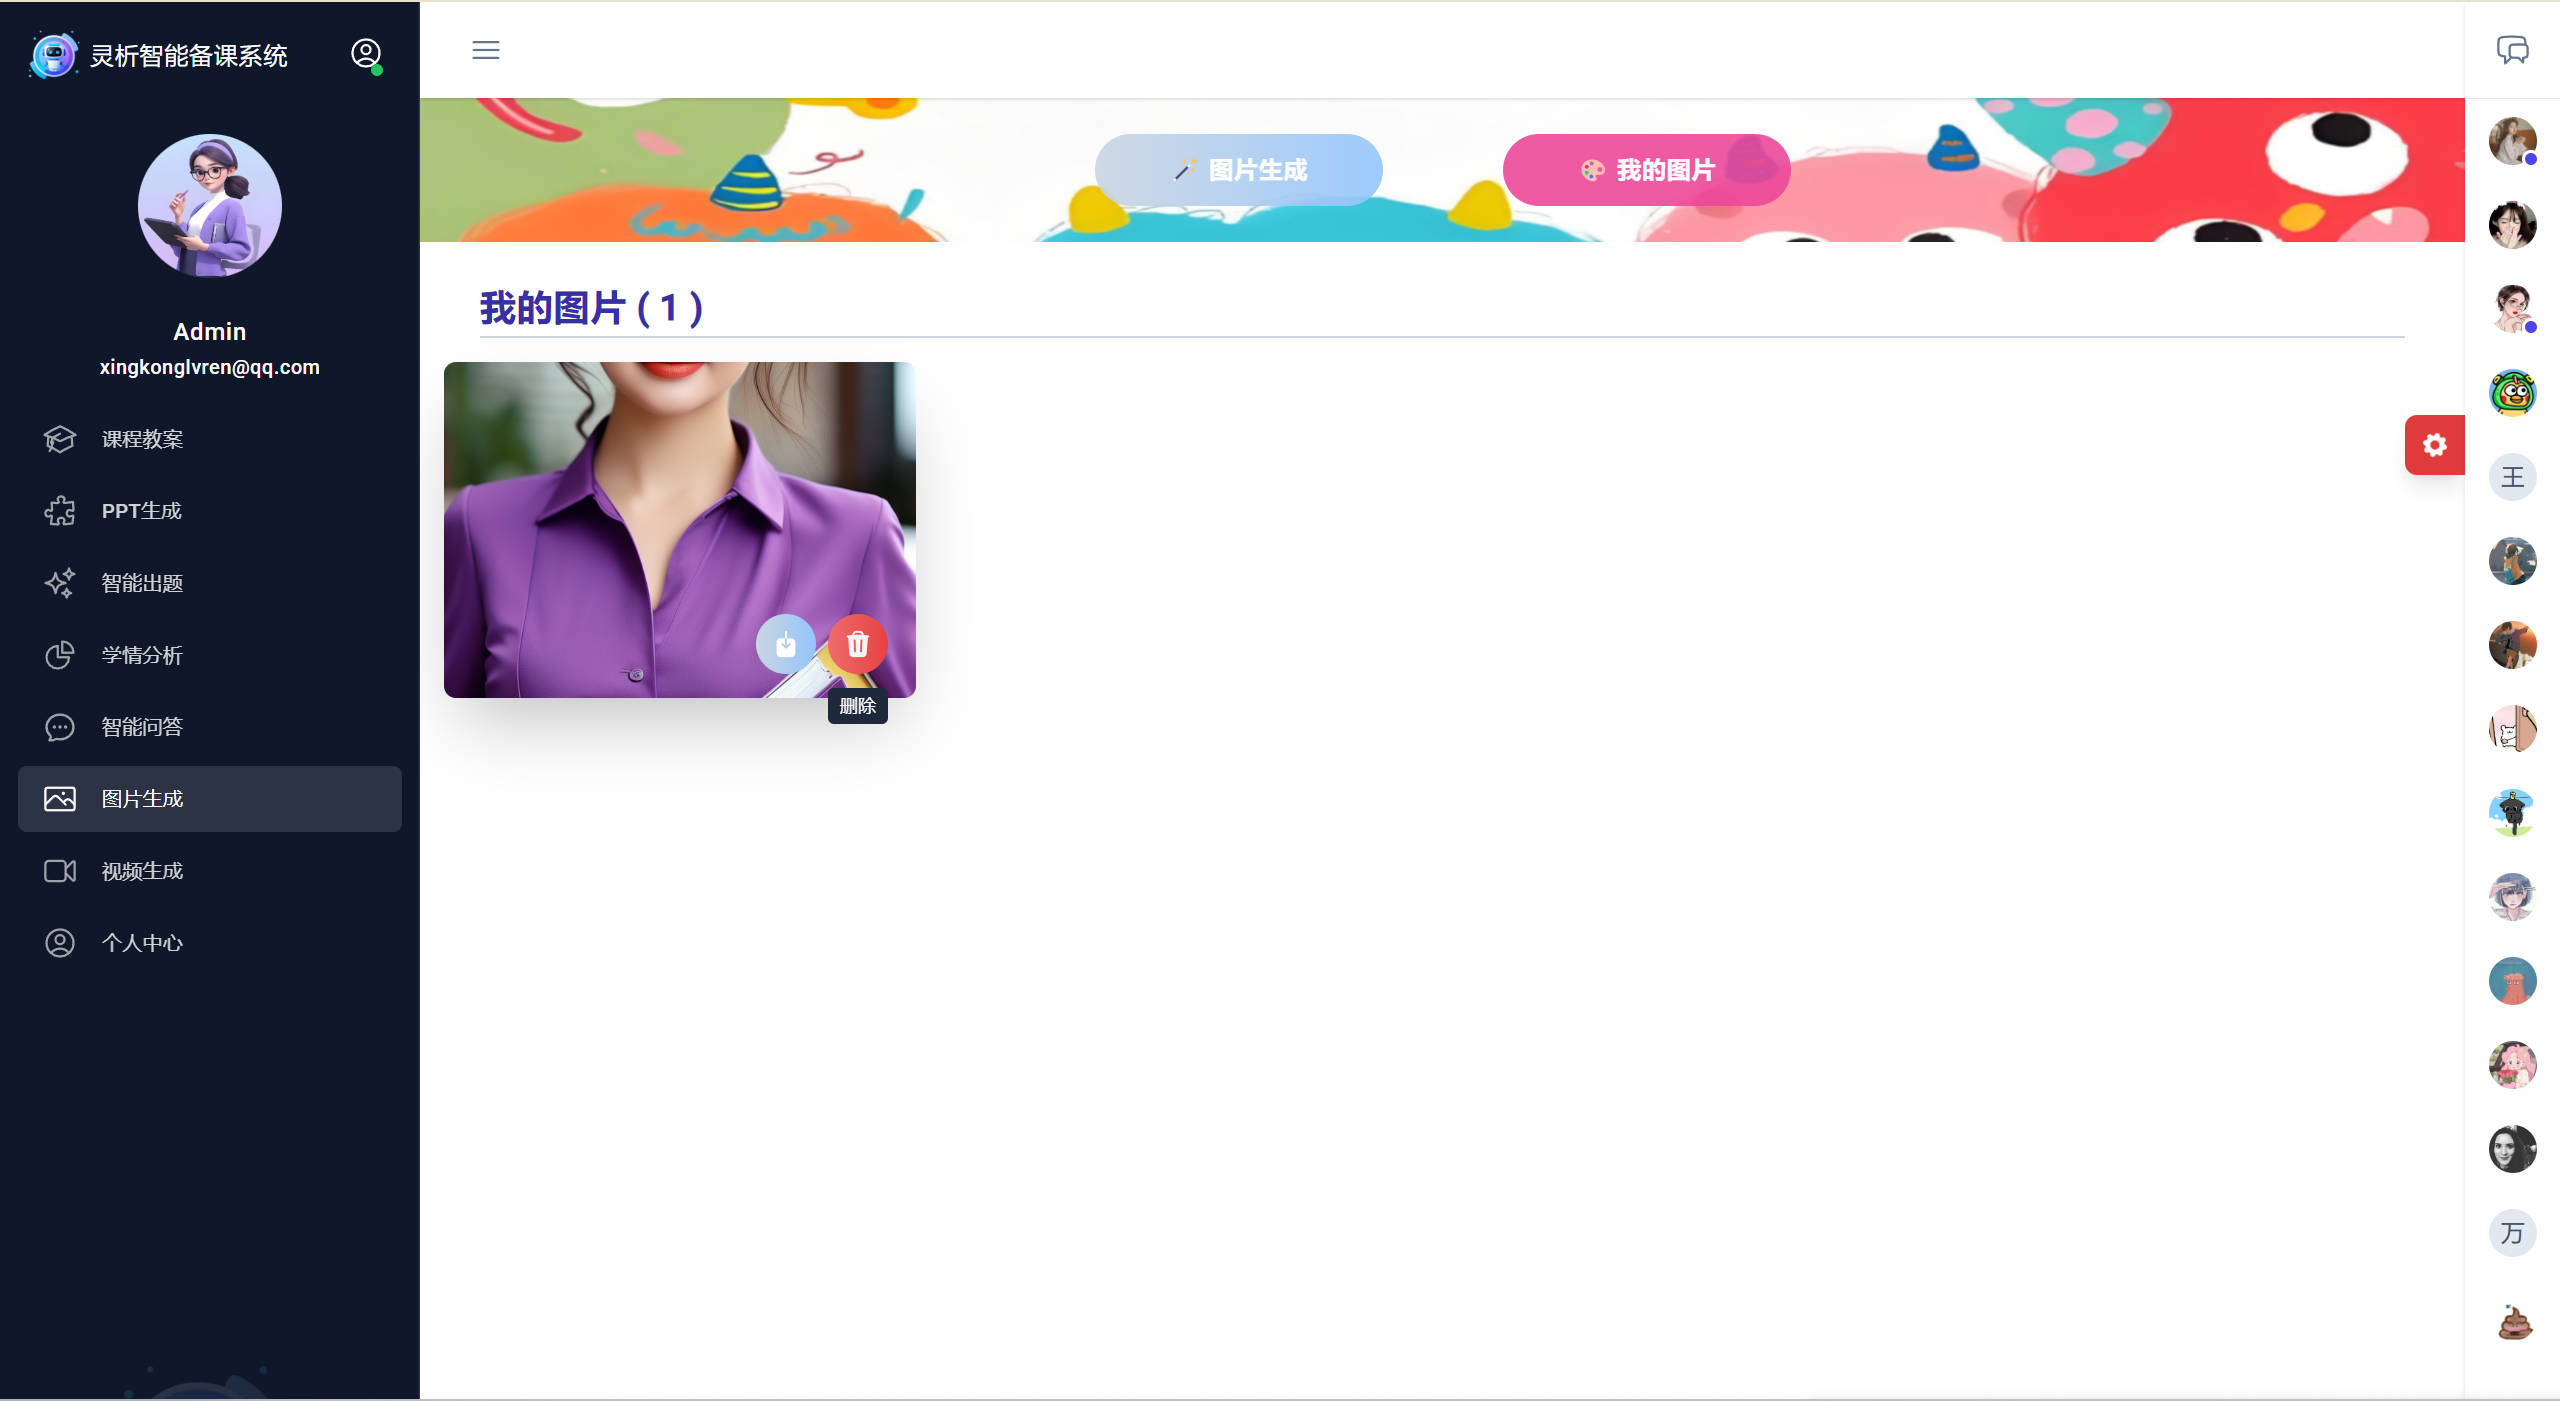 灵析智能备课系统
Admin
xingkonglvren@qq.com
课程教案
PPT生成
智能出题
学情分析
智能问答
图片生成
视频生成
个人中心
图片生成
我的图片
我的图片 ( 1 )
删除
王
万